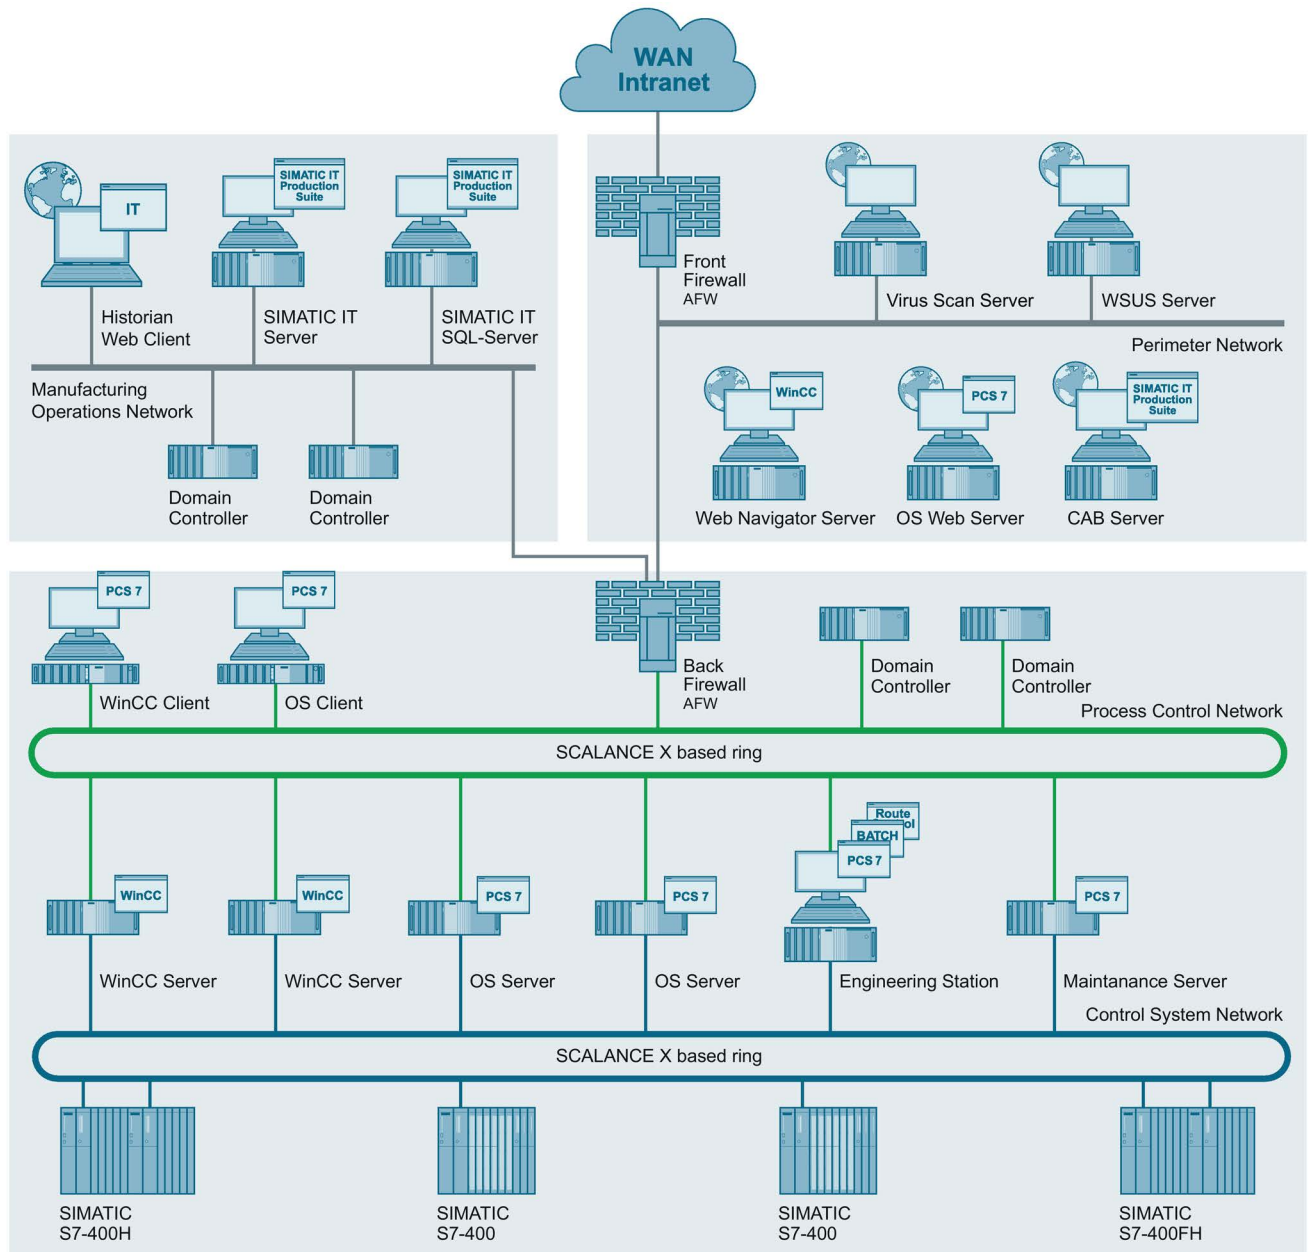 WAN
Intranet
IT
SIMATIC IT
Production
Suite
SIMATIC IT
Production
Suite
Historian
Web Client
SIMATIC IT
Server
SIMATIC IT
SQL-Server
Manufacturing
Operations Network
Domain
Controller
Domain
Controller
Front
Firewall
AFW
Virus Scan Server
WSUS Server
Perimeter Network
WinCC
PCS 7
SIMATIC IT
Production
Suite
Web Navigator Server
OS Web Server
CAB Server
PCS 7
PCS 7
WinCC Client
OS Client
Back
Firewall
AFW
Domain
Controller
Domain
Controller
Process Control Network
SCALANCE X based ring
Route
BATCH
PCS 7
WinCC
WinCC
PCS 7
PCS 7
PCS 7
WinCC Server
WinCC Server
OS Server
OS Server
Engineering Station
Maintanance Server
Control System Network
SCALANCE X based ring
SIMATIC
S7-400H
SIMATIC
S7-400
SIMATIC
S7-400
SIMATIC
S7-400FH